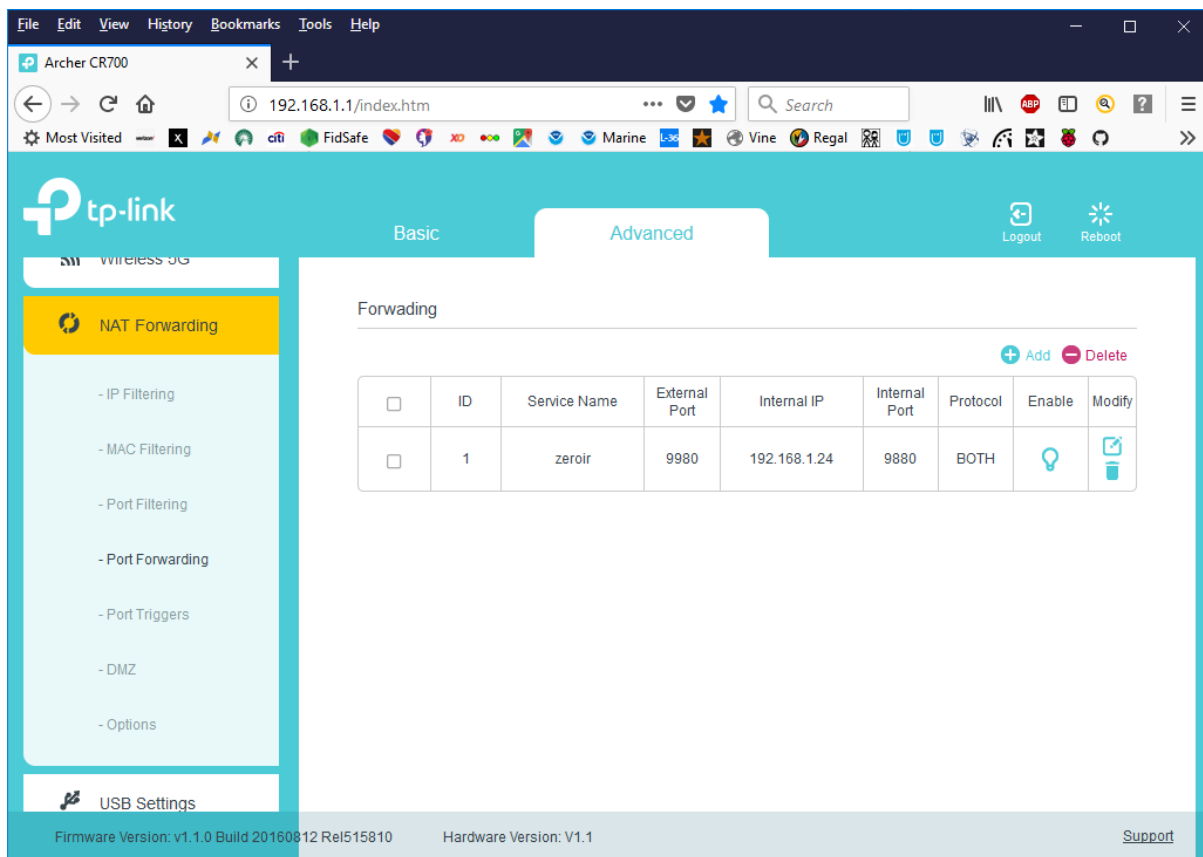 File Edit View History Bookmarks Tools Help
Archer CR700
192.168.1.1/index.htm
Search
ABP
Most Visited X citi FidSafe XD Marine L-36 Vine Regal
tp-link
Basic
Advanced
Logout
Reboot
Wireless 5G
NAT Forwarding
- IP Filtering
- MAC Filtering
- Port Filtering
- Port Forwarding
- Port Triggers
- DMZ
- Options
USB Settings
Forwading
Add Delete
ID Service Name External Port Internal IP Internal Port Protocol Enable Modify
1 zeroir 9980 192.168.1.24 9880 BOTH
Firmware Version: v1.1.0 Build 20160812 Rel515810 Hardware Version: V1.1 Support